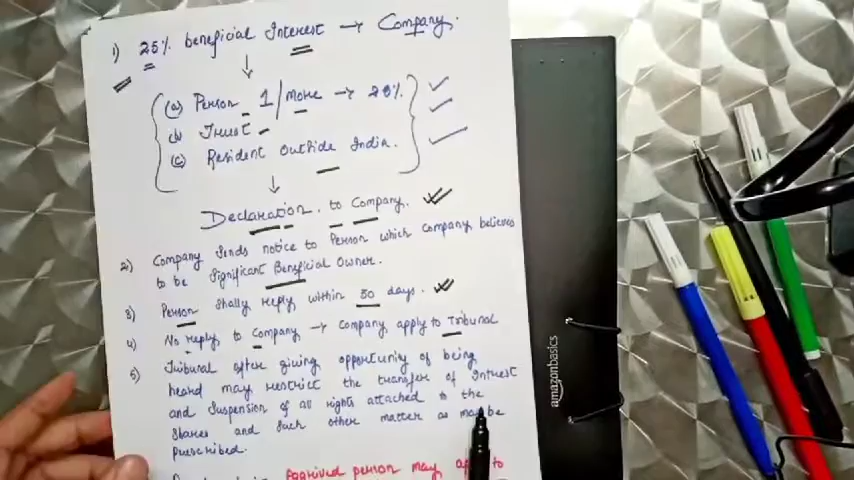 1) 25% beneficial Interest → Company.
(a) Person 1/More → 25%
(b) Trust
(c) Resident Outside India.
Declaration to Company.
2) Company Sends notice to Person which company believes
to be Significant Beneficial Owner.
3) Person Shally reply within 30 days.
4) No reply to Company → Company apply to Tribunal
5) Tribunal after giving opportunity of being
heard may restrict the transfer of Interest
and Suspension of all rights attached to the
Shares and Such other matter as may be
Prescribed.
Aggrived person may to
amazonbasics